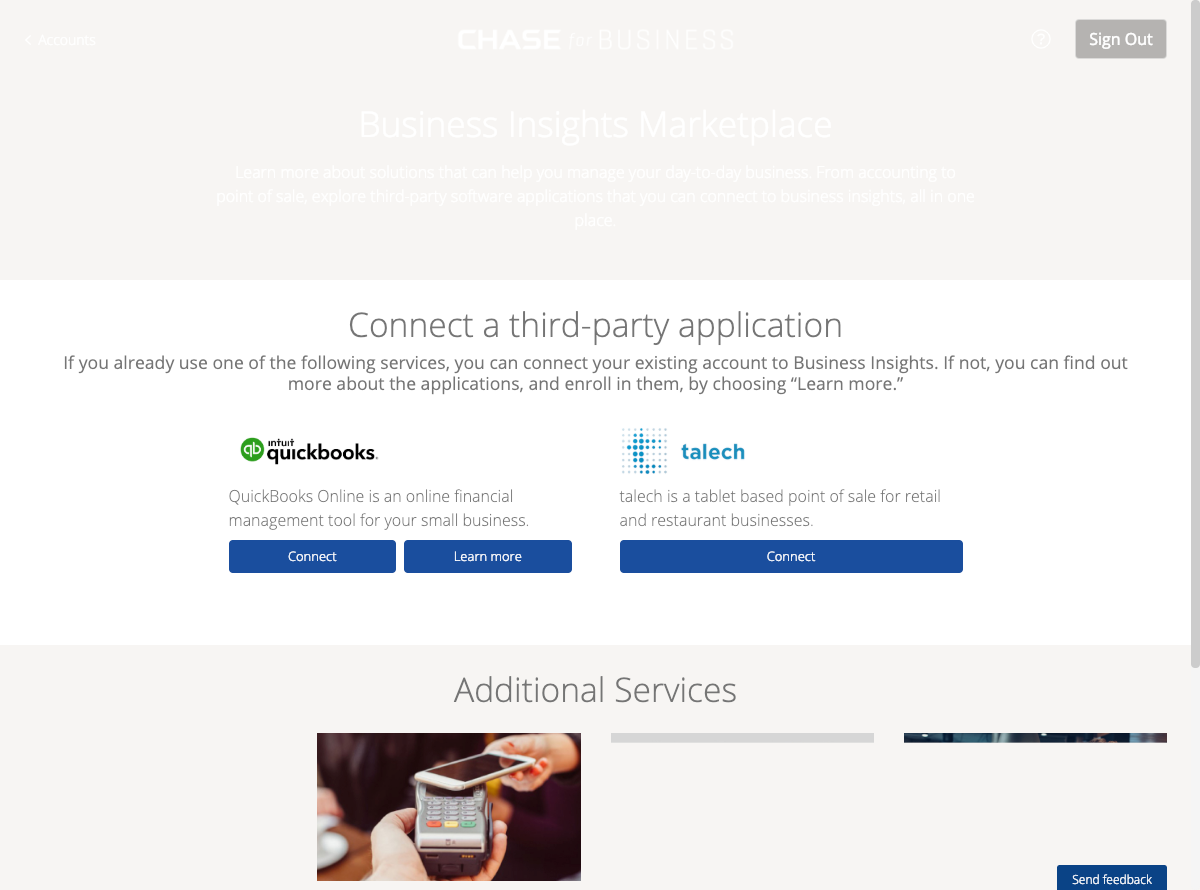 Accounts
CHASE for BUSINESS
Sign Out
Business Insights Marketplace
Learn more about solutions that can help you manage your day-to-day business. From accounting to
point of sale, explore third-party software applications that you can connect to business insights, all in one
place.
Connect a third-party application
If you already use one of the following services, you can connect your existing account to Business Insights. If not, you can find out
more about the applications, and enroll in them, by choosing “Learn more.”
intuit
qb quickbooks.
QuickBooks Online is an online financial
management tool for your small business.
Connect
Learn more
talech
talech is a tablet based point of sale for retail
and restaurant businesses.
Connect
Additional Services
Send feedback